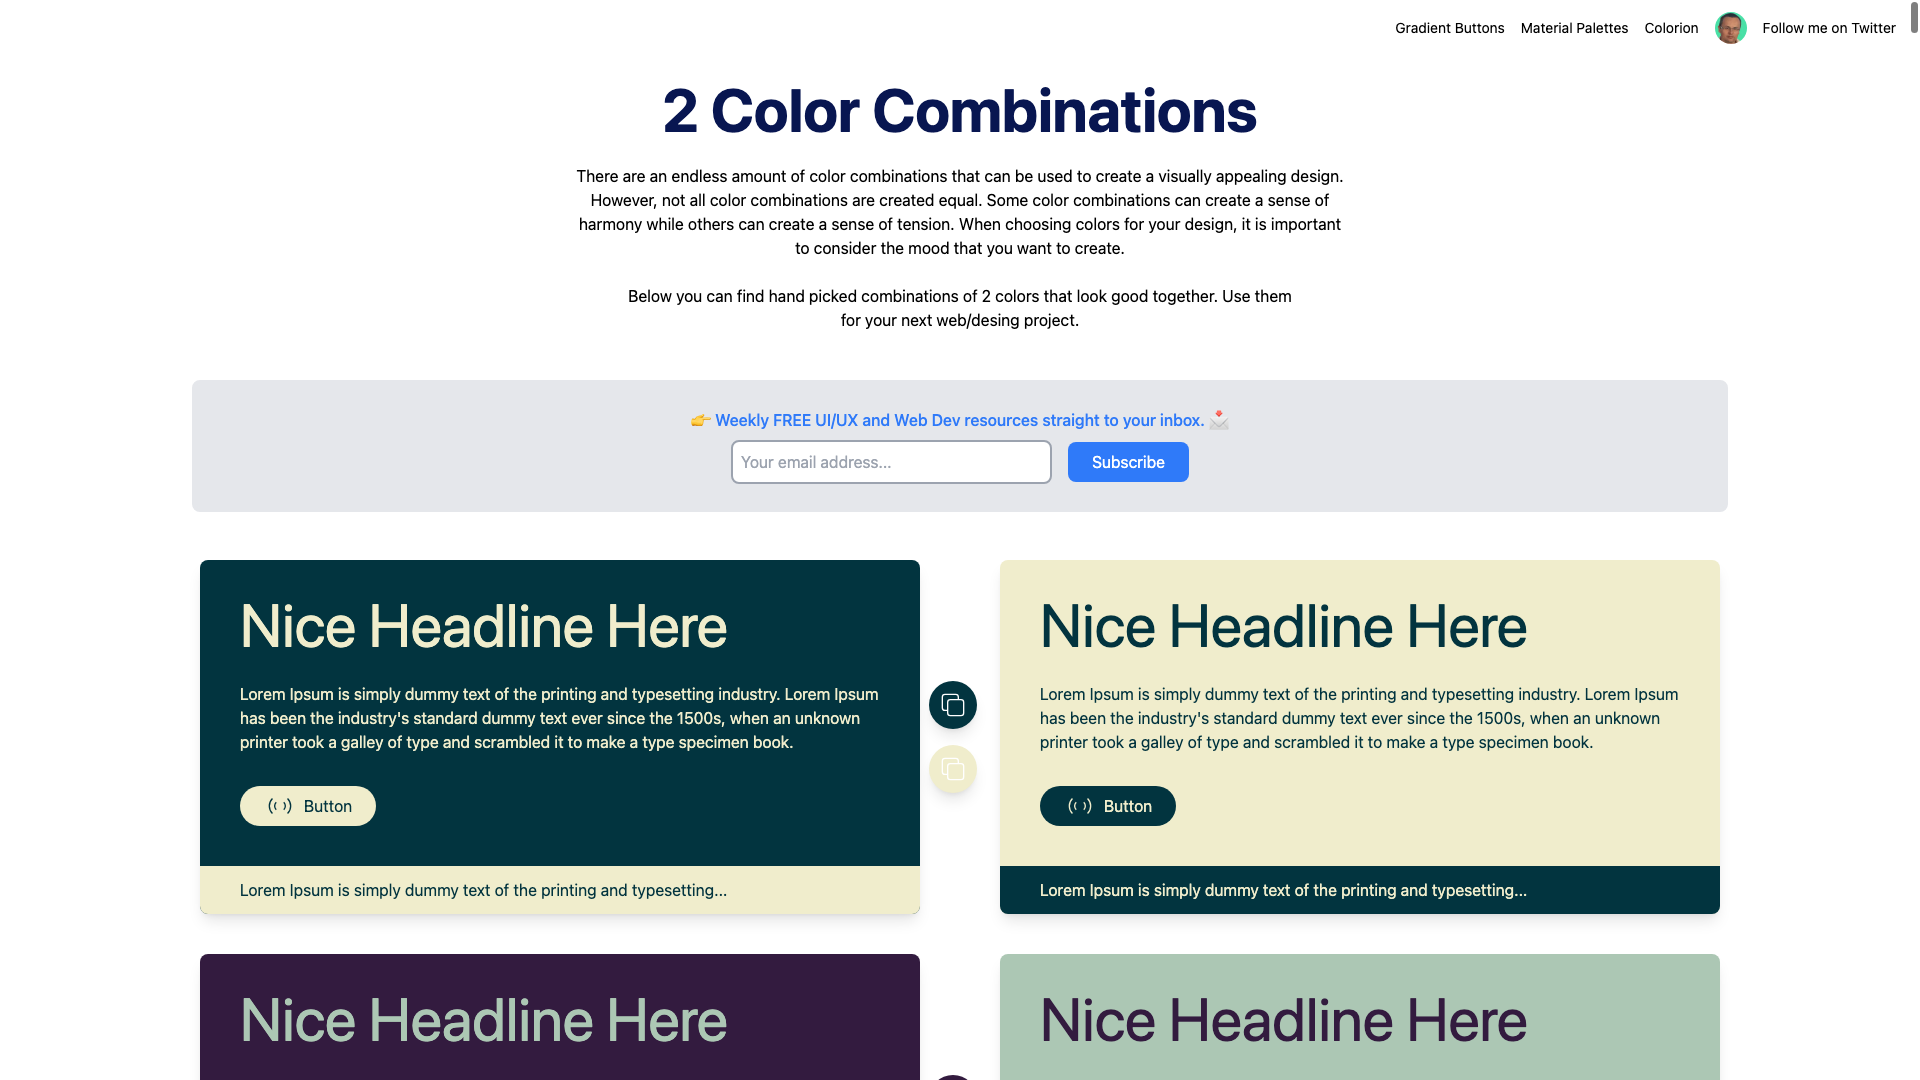 Gradient Buttons Material Palettes Colorion Follow me on Twitter
2 Color Combinations
There are an endless amount of color combinations that can be used to create a visually appealing design.
However, not all color combinations are created equal. Some color combinations can create a sense of
harmony while others can create a sense of tension. When choosing colors for your design, it is important
to consider the mood that you want to create.
Below you can find hand picked combinations of 2 colors that look good together. Use them
for your next web/desing project.
👉 Weekly FREE UI/UX and Web Dev resources straight to your inbox. 📩
Your email address...
Subscribe
Nice Headline Here
Lorem Ipsum is simply dummy text of the printing and typesetting industry. Lorem Ipsum
has been the industry's standard dummy text ever since the 1500s, when an unknown
printer took a galley of type and scrambled it to make a type specimen book.
Button
Lorem Ipsum is simply dummy text of the printing and typesetting...
Nice Headline Here
Lorem Ipsum is simply dummy text of the printing and typesetting industry. Lorem Ipsum
has been the industry's standard dummy text ever since the 1500s, when an unknown
printer took a galley of type and scrambled it to make a type specimen book.
Button
Lorem Ipsum is simply dummy text of the printing and typesetting...
Nice Headline Here
Nice Headline Here